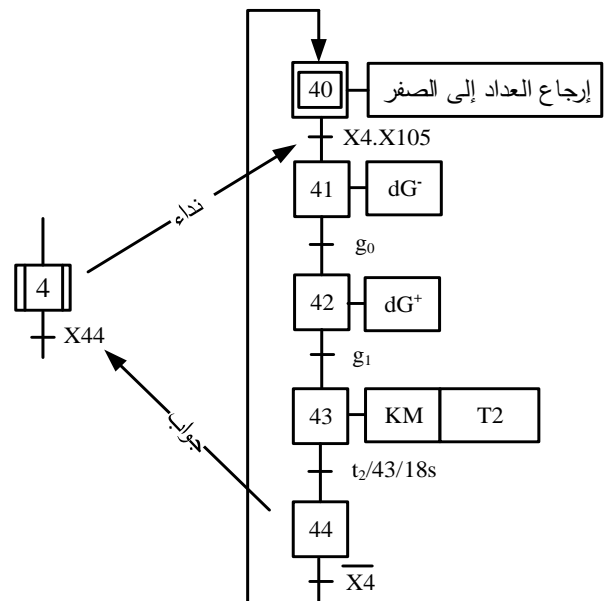 40 إرجاع العداد إلى الصفر
X4.X105
41 dG⁻
نداء
g₀
4
42 dG⁺
X44
g₁
43 KM T2
جواب
t₂/43/18s
44
X̅4̅